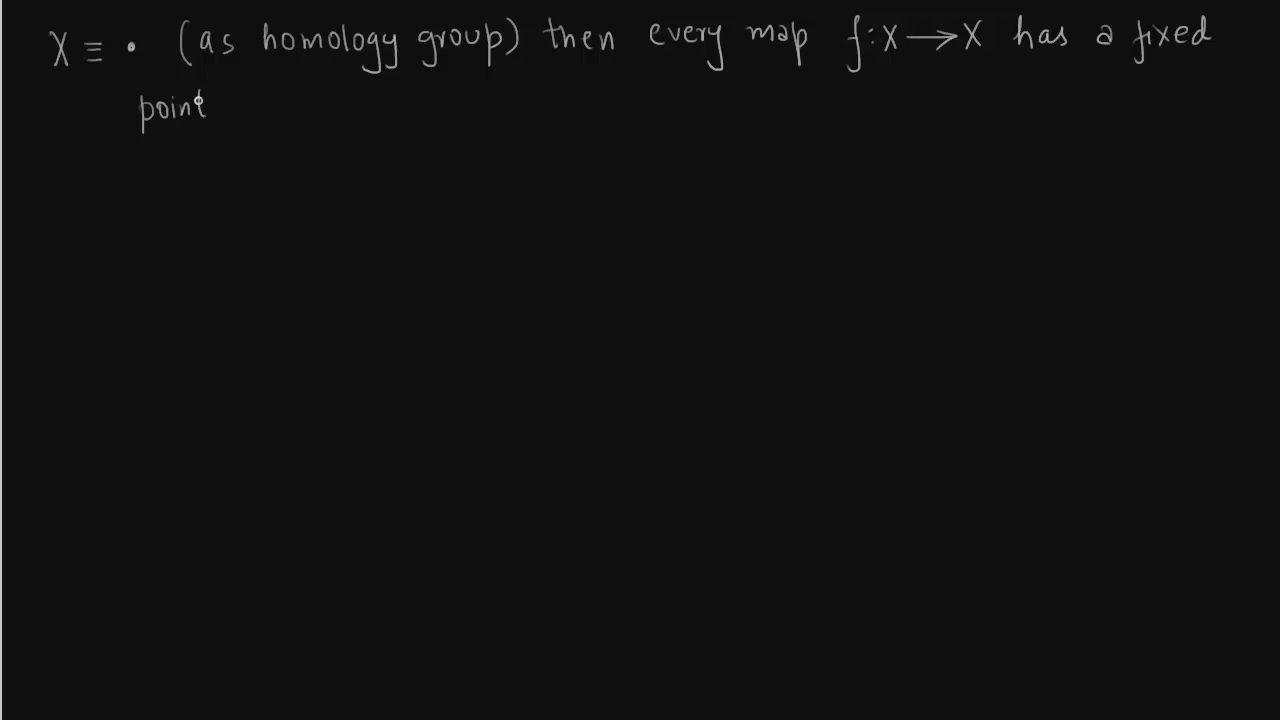 X ≡ • (as homology group) then every map f: X ⟶ X has a fixed
point